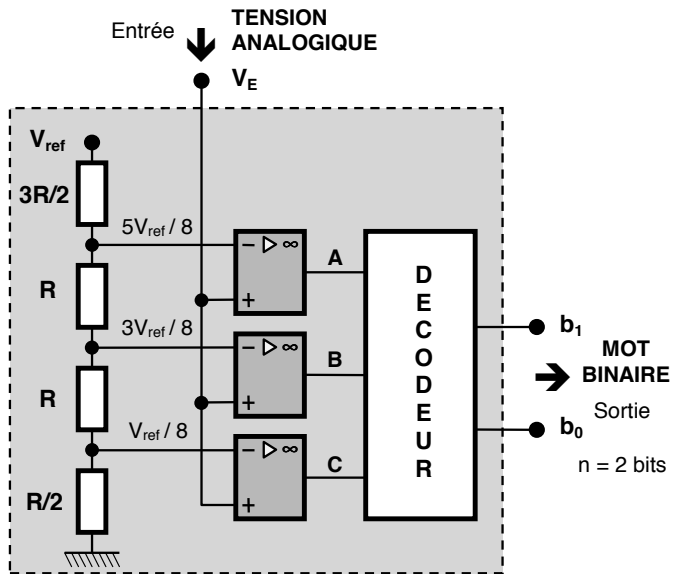 Entrée
TENSION
ANALOGIQUE
V_E
V_ref
3R/2
5V_ref / 8
− ▷ ∞
A
+
R
3V_ref / 8
− ▷ ∞
B
+
R
V_ref / 8
− ▷ ∞
C
+
R/2
D
E
C
O
D
E
U
R
b_1
MOT
BINAIRE
Sortie
b_0
n = 2 bits